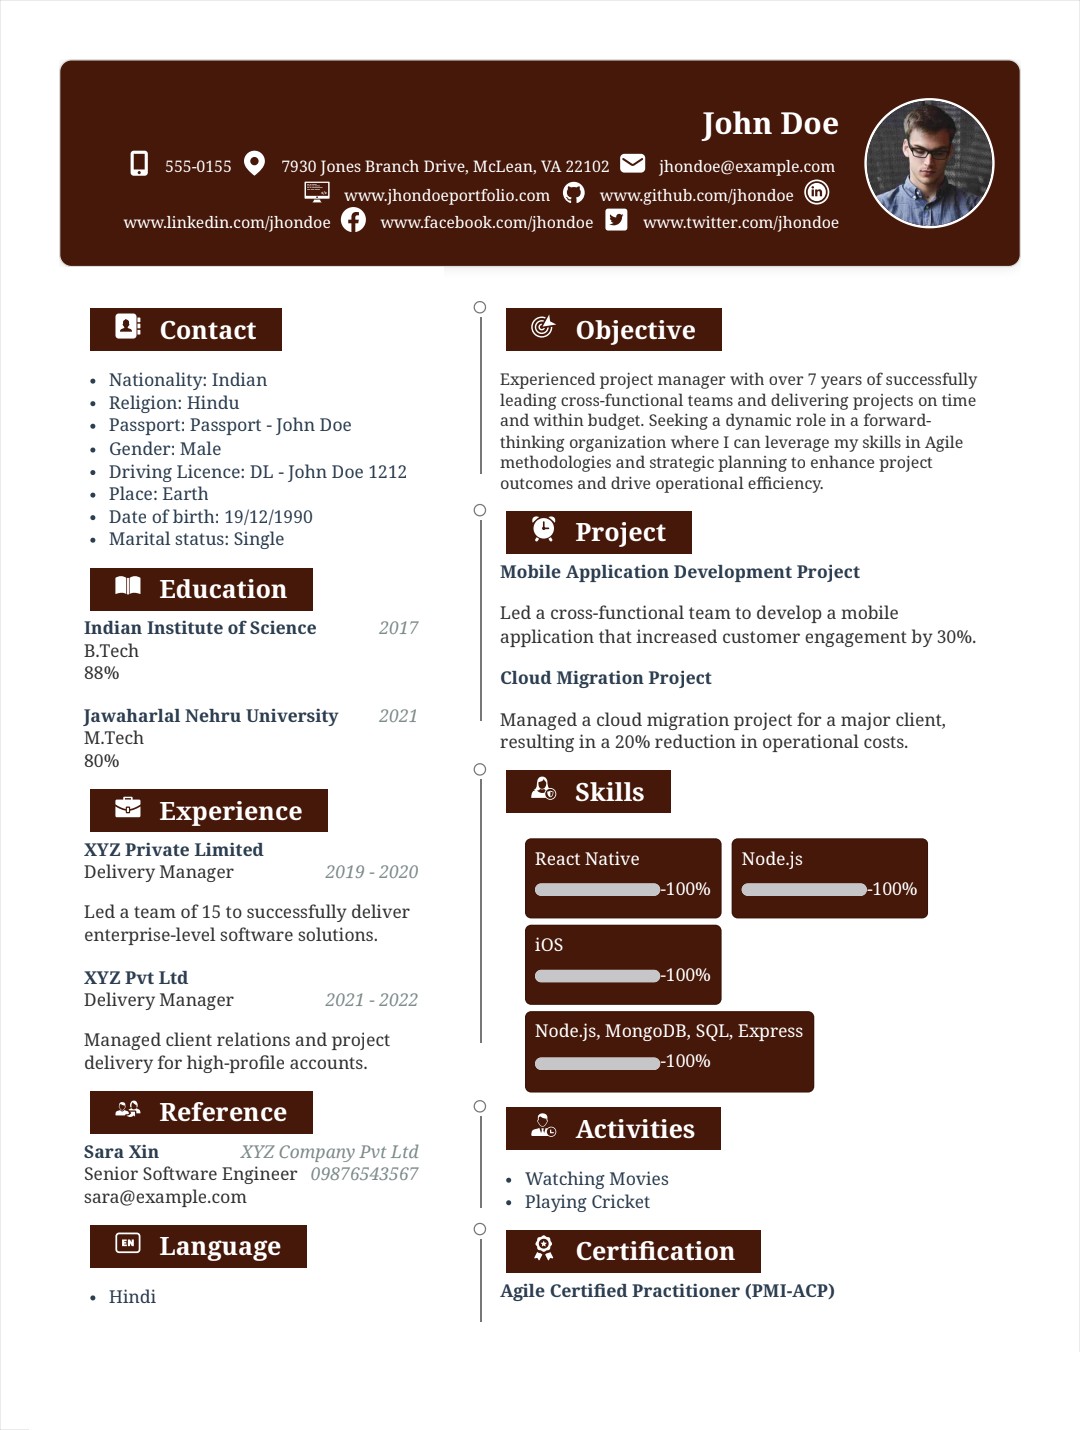 John Doe
555-0155 7930 Jones Branch Drive, McLean, VA 22102 jhondoe@example.com
www.jhondoeportfolio.com www.github.com/jhondoe
www.linkedin.com/jhondoe www.facebook.com/jhondoe www.twitter.com/jhondoe
Contact
• Nationality: Indian
• Religion: Hindu
• Passport: Passport - John Doe
• Gender: Male
• Driving Licence: DL - John Doe 1212
• Place: Earth
• Date of birth: 19/12/1990
• Marital status: Single
Education
Indian Institute of Science 2017
B.Tech
88%
Jawaharlal Nehru University 2021
M.Tech
80%
Experience
XYZ Private Limited
Delivery Manager 2019 - 2020
Led a team of 15 to successfully deliver
enterprise-level software solutions.
XYZ Pvt Ltd
Delivery Manager 2021 - 2022
Managed client relations and project
delivery for high-profile accounts.
Reference
Sara Xin XYZ Company Pvt Ltd
Senior Software Engineer 09876543567
sara@example.com
EN Language
• Hindi
Objective
Experienced project manager with over 7 years of successfully
leading cross-functional teams and delivering projects on time
and within budget. Seeking a dynamic role in a forward-
thinking organization where I can leverage my skills in Agile
methodologies and strategic planning to enhance project
outcomes and drive operational efficiency.
Project
Mobile Application Development Project
Led a cross-functional team to develop a mobile
application that increased customer engagement by 30%.
Cloud Migration Project
Managed a cloud migration project for a major client,
resulting in a 20% reduction in operational costs.
Skills
React Native
-100%
Node.js
-100%
iOS
-100%
Node.js, MongoDB, SQL, Express
-100%
Activities
• Watching Movies
• Playing Cricket
Certification
Agile Certified Practitioner (PMI-ACP)